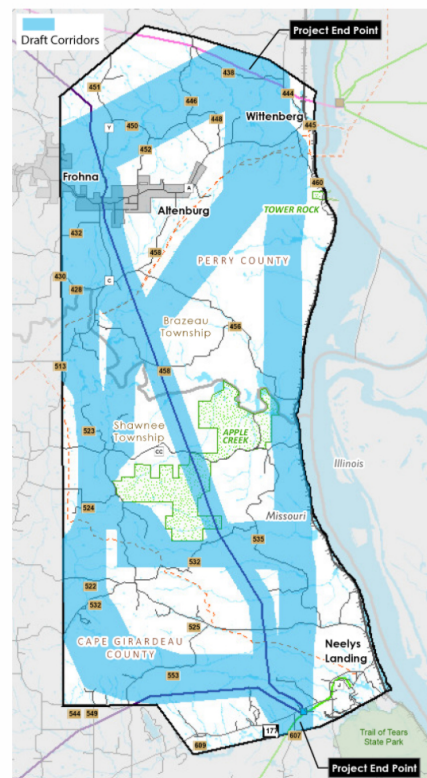 Draft Corridors
Project End Point
438
451
446
444
448
Wittenberg
450
445
Y
452
Frohna
A
460
Altenburg
TOWER ROCK
432
458
PERRY COUNTY
430
C
428
Brazeau
Township
458
513
458
Shawnee
Township
APPLE
CREEK
523
CC
Illinois
524
Missouri
535
532
522
532
525
Neelys
Landing
CAPE GIRARDEAU
COUNTY
553
544
549
177
607
609
Trail of Tears
State Park
Project End Point